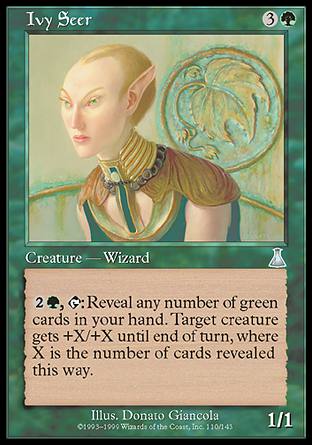 Ivy Seer 3
Creature — Wizard
2, : Reveal any number of green
cards in your hand. Target creature
gets +X/+X until end of turn, where
X is the number of cards revealed
this way.
Illus. Donato Giancola
©1993–1999 Wizards of the Coast, Inc. 110/143
1/1